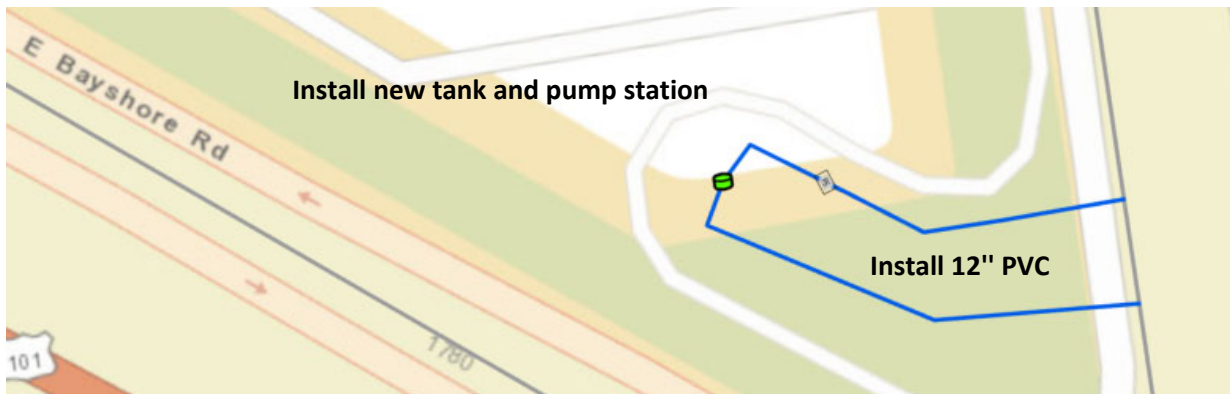 E Bayshore Rd
Install new tank and pump station
Install 12'' PVC
1780
101